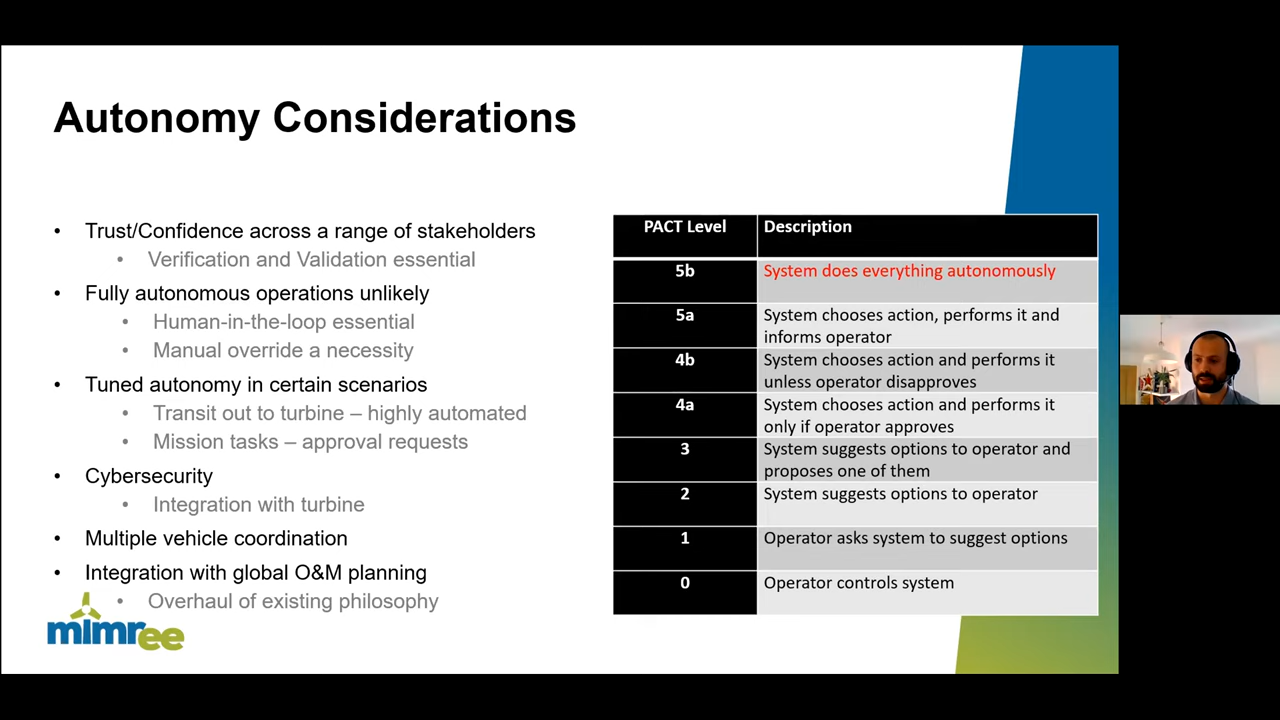 Autonomy Considerations
• Trust/Confidence across a range of stakeholders
• Verification and Validation essential
• Fully autonomous operations unlikely
• Human-in-the-loop essential
• Manual override a necessity
• Tuned autonomy in certain scenarios
• Transit out to turbine – highly automated
• Mission tasks – approval requests
• Cybersecurity
• Integration with turbine
• Multiple vehicle coordination
• Integration with global O&M planning
• Overhaul of existing philosophy
mimree
PACT Level Description
5b System does everything autonomously
5a System chooses action, performs it and
informs operator
4b System chooses action and performs it
unless operator disapproves
4a System chooses action and performs it
only if operator approves
3 System suggests options to operator and
proposes one of them
2 System suggests options to operator
1 Operator asks system to suggest options
0 Operator controls system